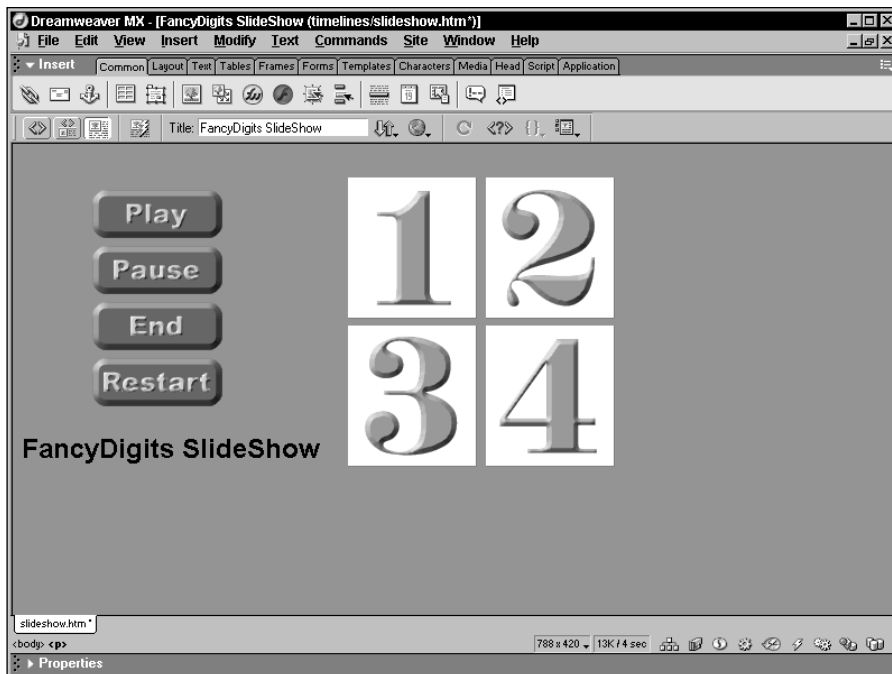 Dreamweaver MX - [FancyDigits SlideShow (timelines/slideshow.htm*)]
File Edit View Insert Modify Text Commands Site Window Help
Insert Common Layout Text Tables Frames Forms Templates Characters Media Head Script Application
Title: FancyDigits SlideShow
Play
Pause
End
Restart
1 2
3 4
FancyDigits SlideShow
slideshow.htm*
<body> <p> 788 x 420 13K / 4 sec
Properties